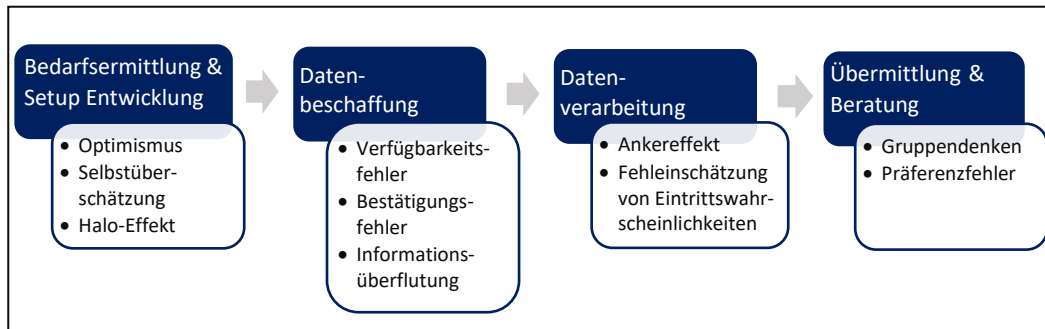 Bedarfsermittlung &
Setup Entwicklung
• Optimismus
• Selbstüber-
schätzung
• Halo-Effekt
Daten-
beschaffung
• Verfügbarkeits-
fehler
• Bestätigungs-
fehler
• Informations-
überflutung
Daten-
verarbeitung
• Ankereffekt
• Fehleinschätzung
von Eintrittswahr-
scheinlichkeiten
Übermittlung &
Beratung
• Gruppendenken
• Präferenzfehler